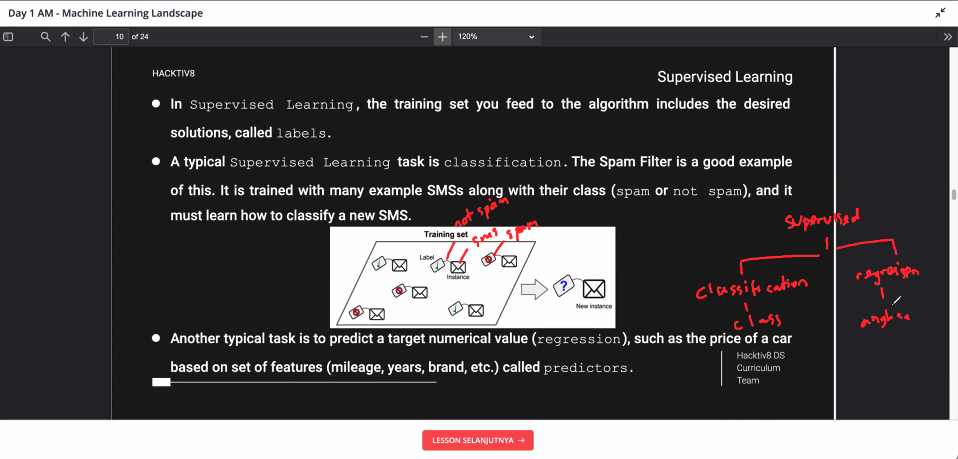 Day 1 AM - Machine Learning Landscape
10 of 24
120%
HACKTIV8
Supervised Learning
In Supervised Learning, the training set you feed to the algorithm includes the desired
solutions, called labels.
A typical Supervised Learning task is classification. The Spam Filter is a good example
of this. It is trained with many example SMSs along with their class (spam or not spam), and it
must learn how to classify a new SMS.
not spam
sms
spam
Training set
Label
Instance
?
New instance
supervised
classification
regresion
class
angka
Another typical task is to predict a target numerical value (regression), such as the price of a car
based on set of features (mileage, years, brand, etc.) called predictors.
Hacktiv8 DS
Curriculum
Team
LESSON SELANJUTNYA →